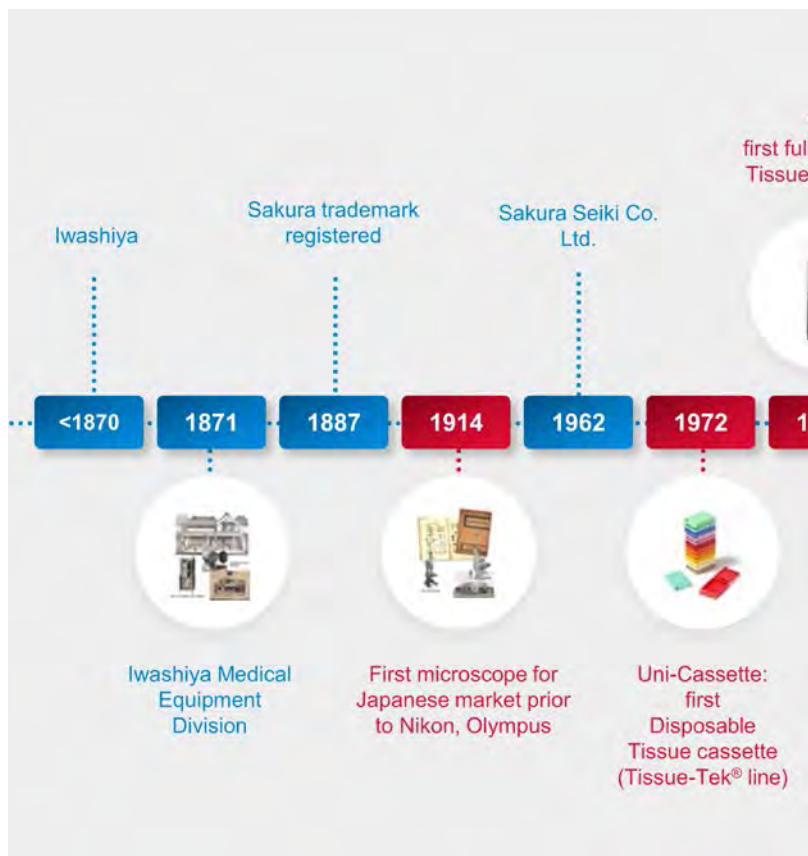 first ful
Tissue
Sakura trademark
registered
Sakura Seiki Co.
Ltd.
Iwashiya
<1870
1871
1887
1914
1962
1972
1
Iwashiya Medical
Equipment
Division
First microscope for
Japanese market prior
to Nikon, Olympus
Uni-Cassette:
first
Disposable
Tissue cassette
(Tissue-Tek® line)